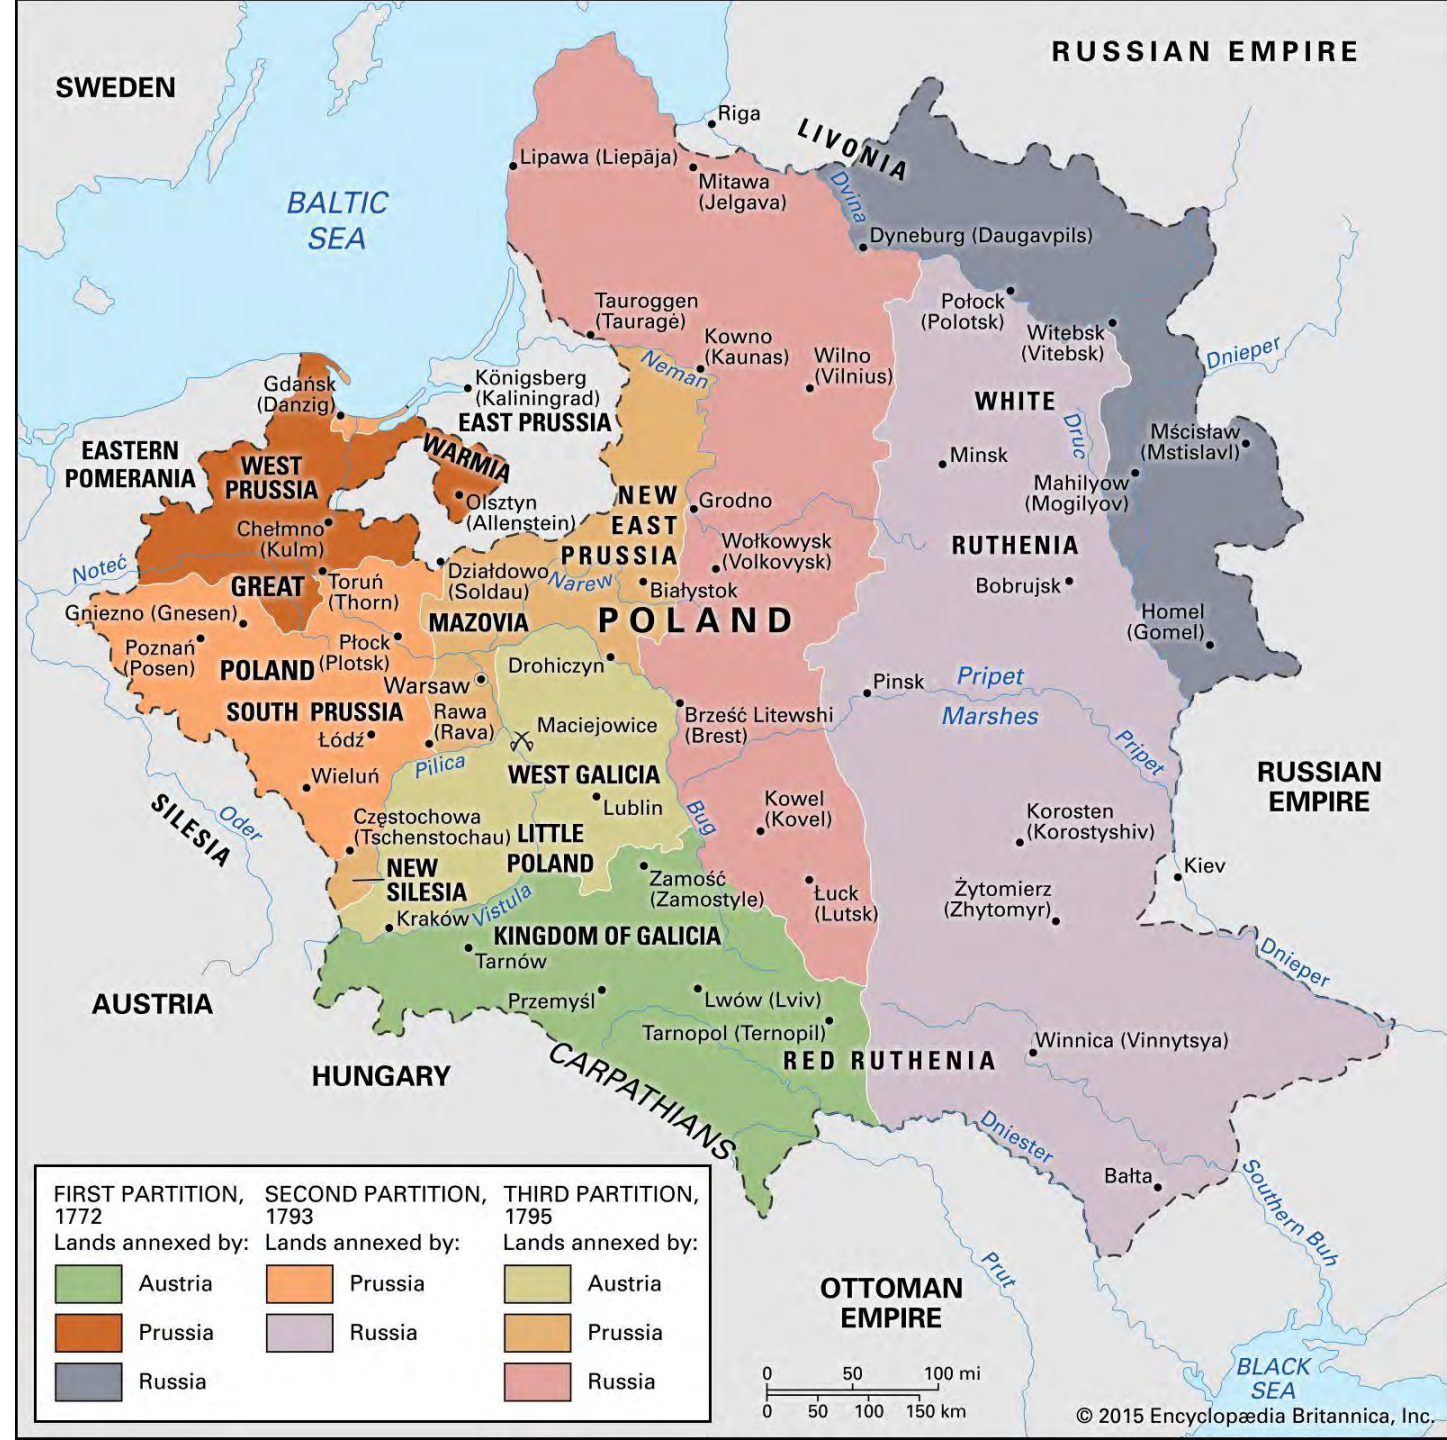 RUSSIAN EMPIRE
SWEDEN
Riga
LIVONIA
Lipawa (Liepāja)
Mitawa
(Jelgava)
Dvina
BALTIC
SEA
Dyneburg (Daugavpils)
Tauroggen
(Tauragė)
Połock
(Polotsk)
Witebsk
(Vitebsk)
Kowno
(Kaunas)
Wilno
(Vilnius)
Neman
Dnieper
Gdańsk
(Danzig)
Königsberg
(Kaliningrad)
EAST PRUSSIA
WHITE
Druc
EASTERN
POMERANIA
WEST
PRUSSIA
WARMIA
Mścisław
(Mstislavl)
Minsk
Mahilyow
(Mogilyov)
Olsztyn
(Allenstein)
NEW
EAST
PRUSSIA
Grodno
Chełmno
(Kulm)
Wołkowysk
(Volkovysk)
RUTHENIA
Noteć
GREAT
Toruń
(Thorn)
Działdowo
(Soldau)
Narew
Białystok
Bobrujsk
Gniezno (Gnesen)
MAZOVIA
POLAND
Homel
(Gomel)
Poznań
(Posen)
POLAND
Płock
(Plotsk)
Drohiczyn
Warsaw
Pinsk
Pripet
Marshes
SOUTH PRUSSIA
Rawa
(Rava)
Maciejowice
Brześć Litewshi
(Brest)
Łódź
Pilica
Pripet
Wieluń
WEST GALICIA
RUSSIAN
EMPIRE
SILESIA
Oder
Lublin
Bug
Kowel
(Kovel)
Korosten
(Korostyshiv)
Częstochowa
(Tschenstochau)
LITTLE
POLAND
NEW
SILESIA
Zamość
(Zamostyle)
Kiev
Łuck
(Lutsk)
Żytomierz
(Zhytomyr)
Kraków
Vistula
KINGDOM OF GALICIA
Tarnów
Dnieper
AUSTRIA
Przemyśl
Lwów (Lviv)
Tarnopol (Ternopil)
Winnica (Vinnytsya)
RED RUTHENIA
HUNGARY
CARPATHIANS
Dniester
Bałta
Southern Buh
FIRST PARTITION,
1772
Lands annexed by:
Austria
Prussia
Russia
SECOND PARTITION,
1793
Lands annexed by:
Prussia
Russia
THIRD PARTITION,
1795
Lands annexed by:
Austria
Prussia
Russia
Prut
OTTOMAN
EMPIRE
0 50 100 mi
0 50 100 150 km
BLACK
SEA
© 2015 Encyclopædia Britannica, Inc.